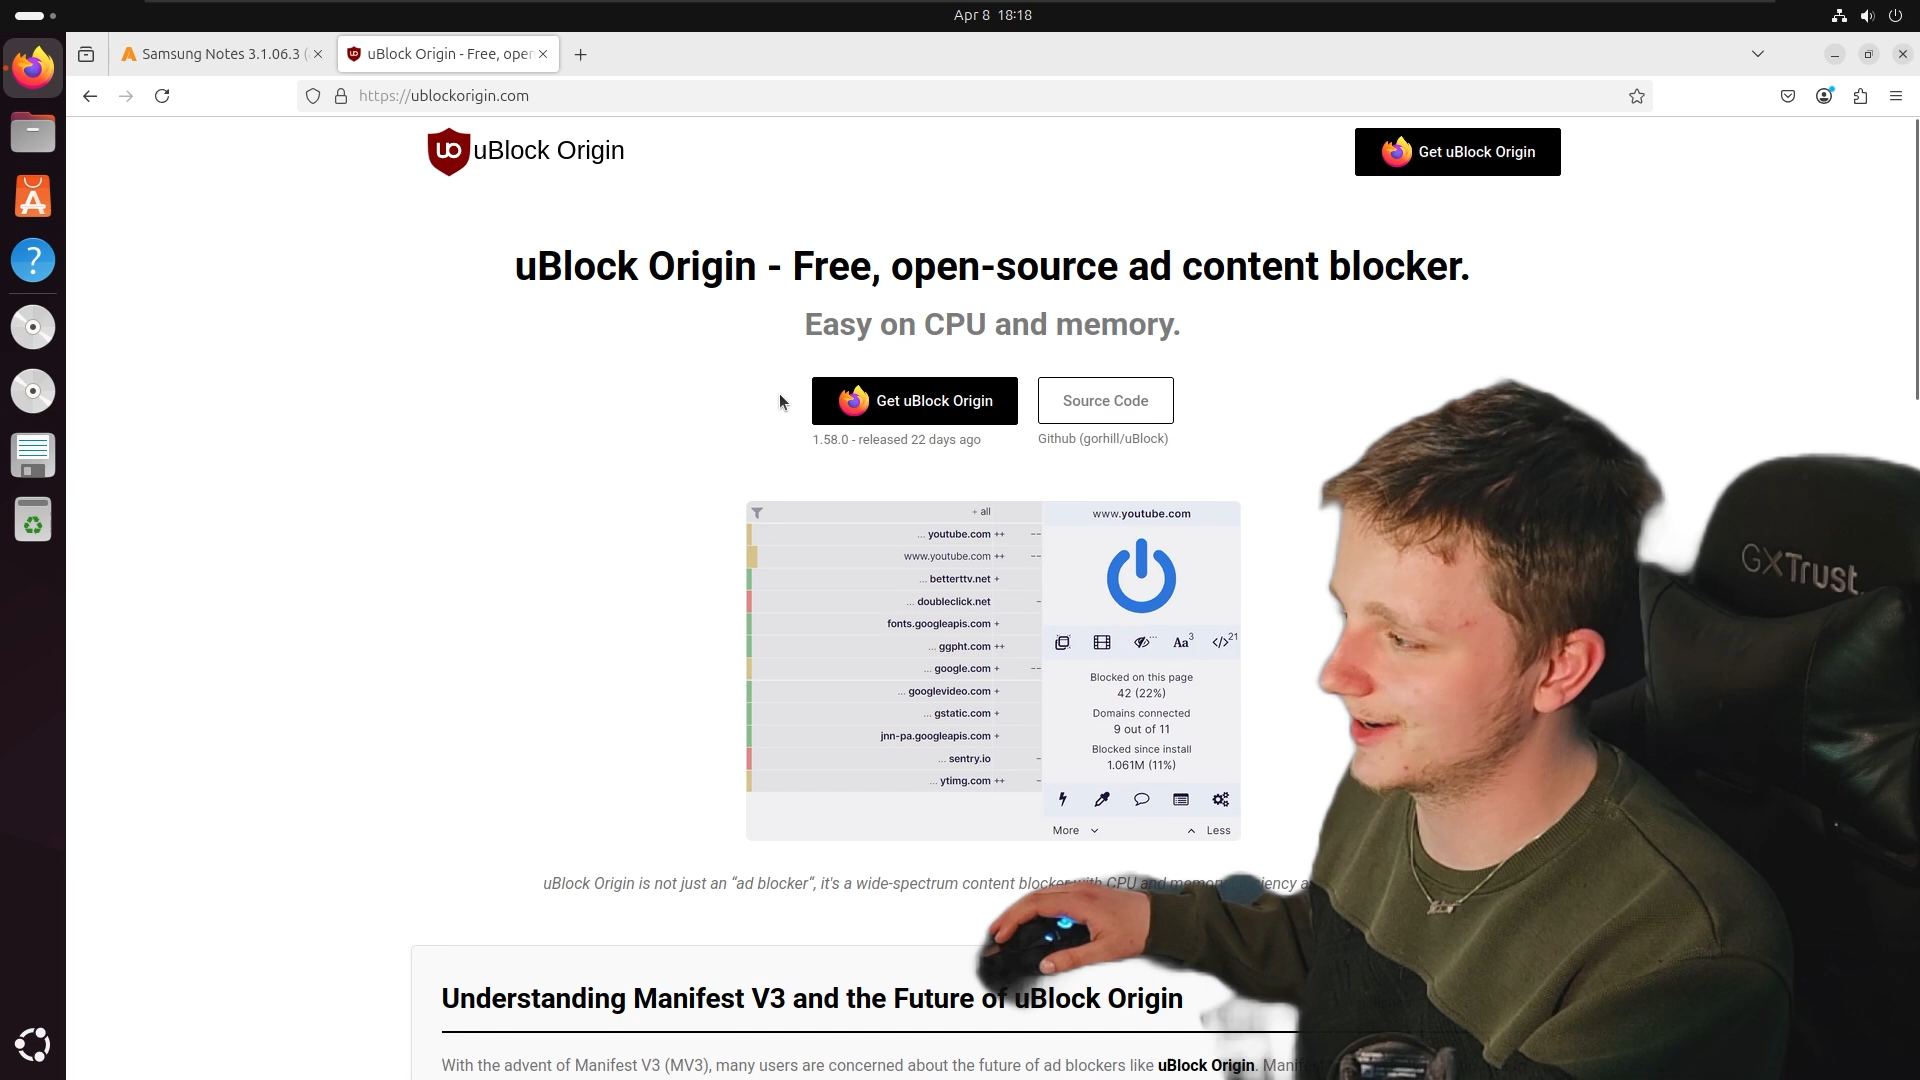 Apr 8 18:18
Samsung Notes 3.1.06.3 (
uBlock Origin - Free, open
https://ublockorigin.com
uBlock Origin
Get uBlock Origin
uBlock Origin - Free, open-source ad content blocker.
Easy on CPU and memory.
Get uBlock Origin
Source Code
1.58.0 - released 22 days ago
Github (gorhill/uBlock)
+ all
www.youtube.com
... youtube.com ++ --
www.youtube.com ++ --
... betterttv.net +
... doubleclick.net -
fonts.googleapis.com +
... ggpht.com ++
... google.com + --
... googlevideo.com +
... gstatic.com +
jnn-pa.googleapis.com +
... sentry.io -
... ytimg.com ++ -
Aa 3
</> 21
Blocked on this page
42 (22%)
Domains connected
9 out of 11
Blocked since install
1.061M (11%)
More
Less
GXTrust.
uBlock Origin is not just an “ad blocker“, it's a wide-spectrum content blocker with CPU and memory
Understanding Manifest V3 and the Future of uBlock Origin
With the advent of Manifest V3 (MV3), many users are concerned about the future of ad blockers like uBlock Origin.